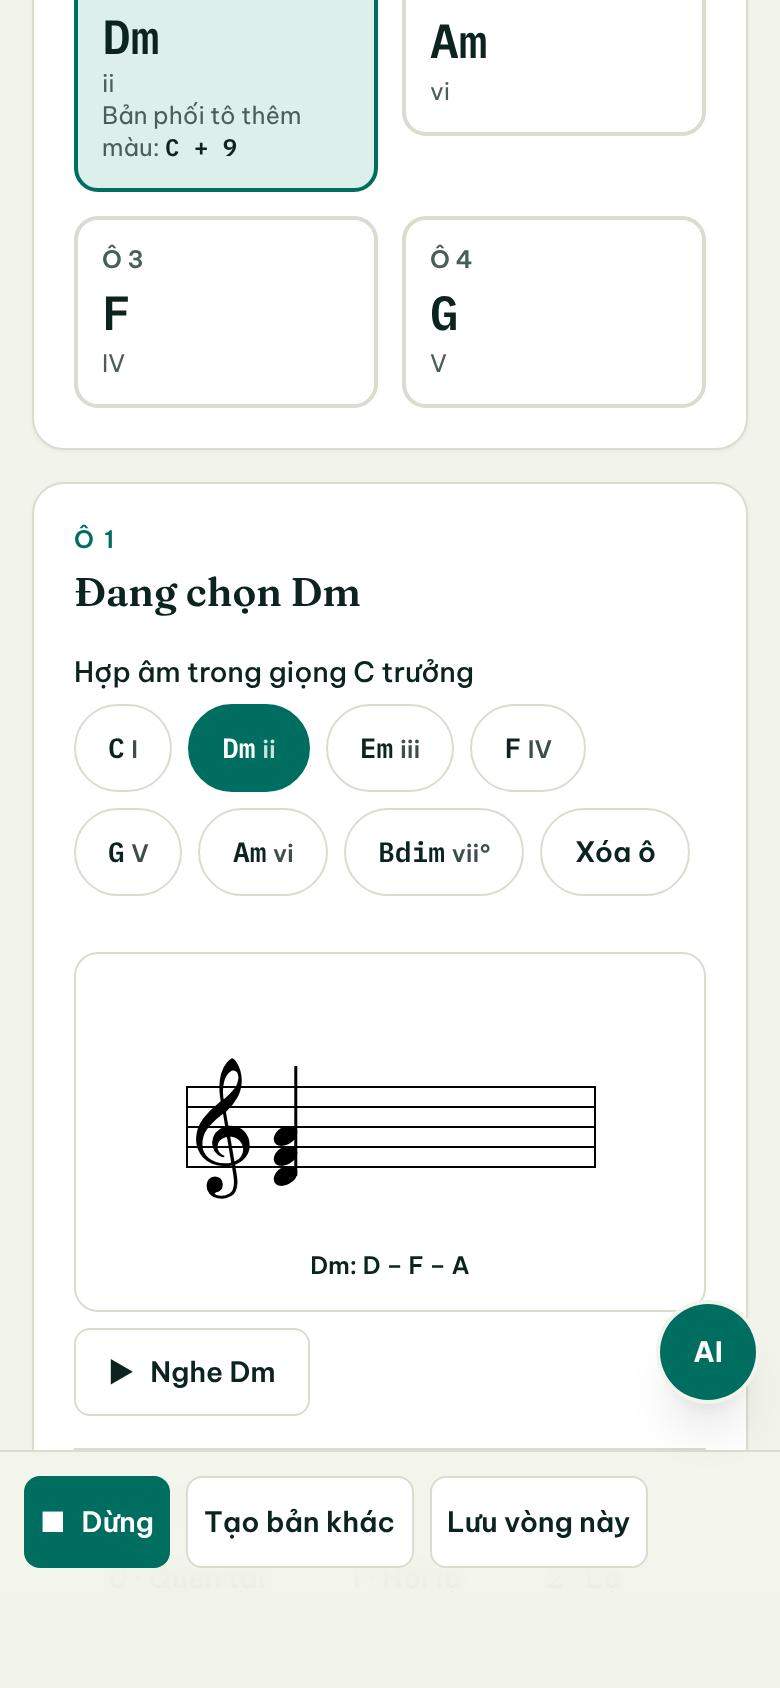 Dm
ii
Bản phối tô thêm
màu: C + 9
Am
vi
Ô 3
F
IV
Ô 4
G
V
Ô 1
Đang chọn Dm
Hợp âm trong giọng C trưởng
C I
Dm ii
Em iii
F IV
G V
Am vi
Bdim vii°
Xóa ô
Dm: D – F – A
▶ Nghe Dm
AI
■ Dừng
Tạo bản khác
Lưu vòng này